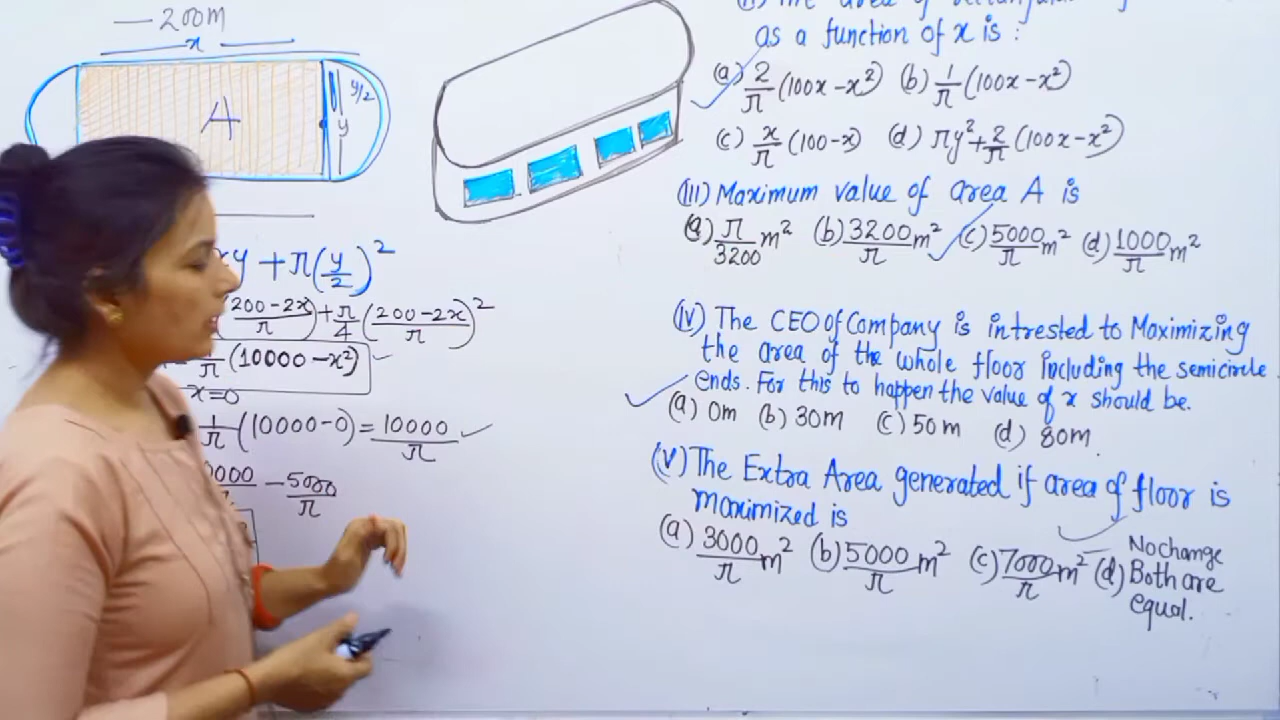 — 200m
— x —
A
y/2
y
xy + π(y/2)²
(200-2x/π) + π/4 (200-2x/π)²
1/π (10000 - x²)
x=0
1/π (10000-0) = 10000/π
- 5000/π
as a function of x is :
(a) 2/π (100x - x²) (b) 1/π (100x - x²)
(c) x/π (100-x) (d) πy² + 2/π (100x - x²)
(III) Maximum value of area A is
(a) π/3200 m² (b) 3200/π m² (c) 5000/π m² (d) 1000/π m²
(IV) The CEO of Company is intrested to Maximizing
the area of the whole floor including the semicircle
ends. For this to happen the value of x should be.
(a) 0m (b) 30m (c) 50m (d) 80m.
(V) The Extra Area generated if area of floor is
maximized is
(a) 3000/π m² (b) 5000/π m² (c) 7000/π m² (d) No change
Both are
equal.